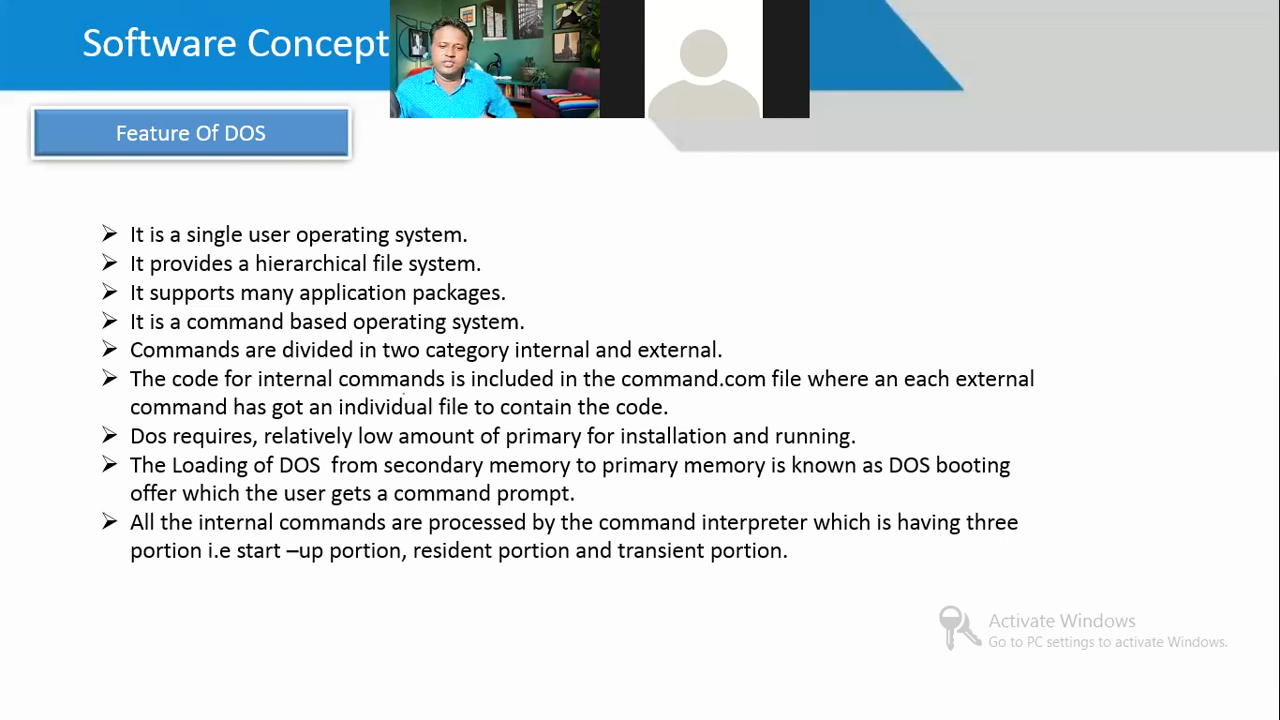 Software Concept
Feature Of DOS
It is a single user operating system.
It provides a hierarchical file system.
It supports many application packages.
It is a command based operating system.
Commands are divided in two category internal and external.
The code for internal commands is included in the command.com file where an each external
command has got an individual file to contain the code.
Dos requires, relatively low amount of primary for installation and running.
The Loading of DOS from secondary memory to primary memory is known as DOS booting
offer which the user gets a command prompt.
All the internal commands are processed by the command interpreter which is having three
portion i.e start –up portion, resident portion and transient portion.
Activate Windows
Go to PC settings to activate Windows.